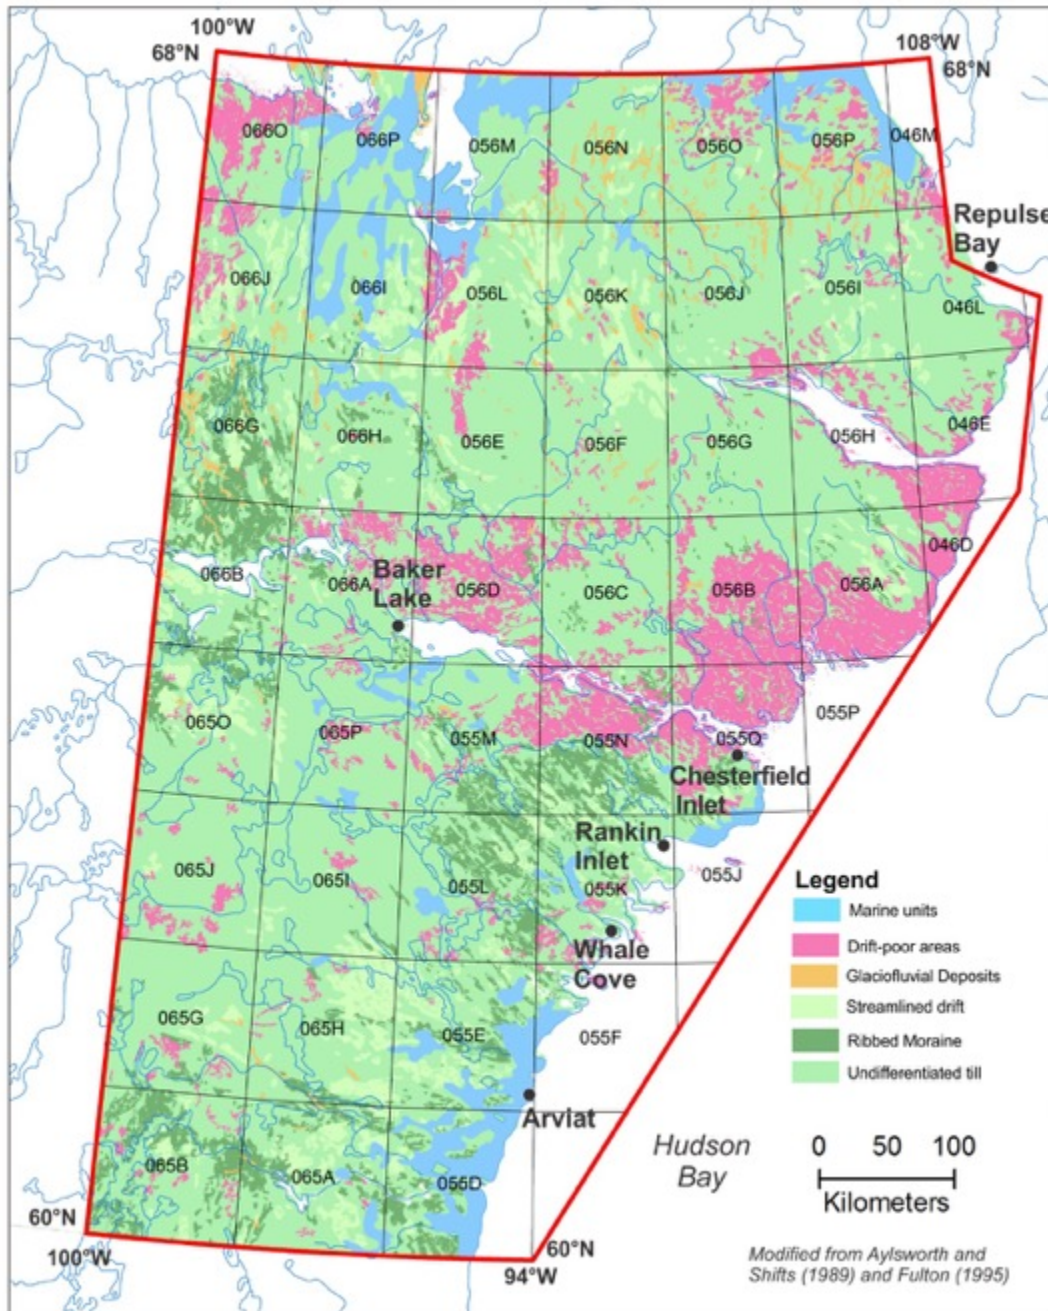 100°W
68°N
108°W
68°N
066O
066P
056M
056N
056O
056P
046M
Repulse
Bay
066J
066I
056L
056K
056J
056I
046L
066G
066H
056E
056F
056G
056H
046E
066B
066A
Baker
Lake
056D
056C
056B
056A
046D
065O
065P
055M
055N
055O
055P
Chesterfield
Inlet
Rankin
Inlet
065J
065I
055L
055K
055J
Whale
Cove
065G
065H
055E
055F
Arviat
065B
065A
055D
Legend
Marine units
Drift-poor areas
Glaciofluvial Deposits
Streamlined drift
Ribbed Moraine
Undifferentiated till
Hudson
Bay
0 50 100
Kilometers
60°N
100°W
60°N
94°W
Modified from Aylsworth and
Shifts (1989) and Fulton (1995)